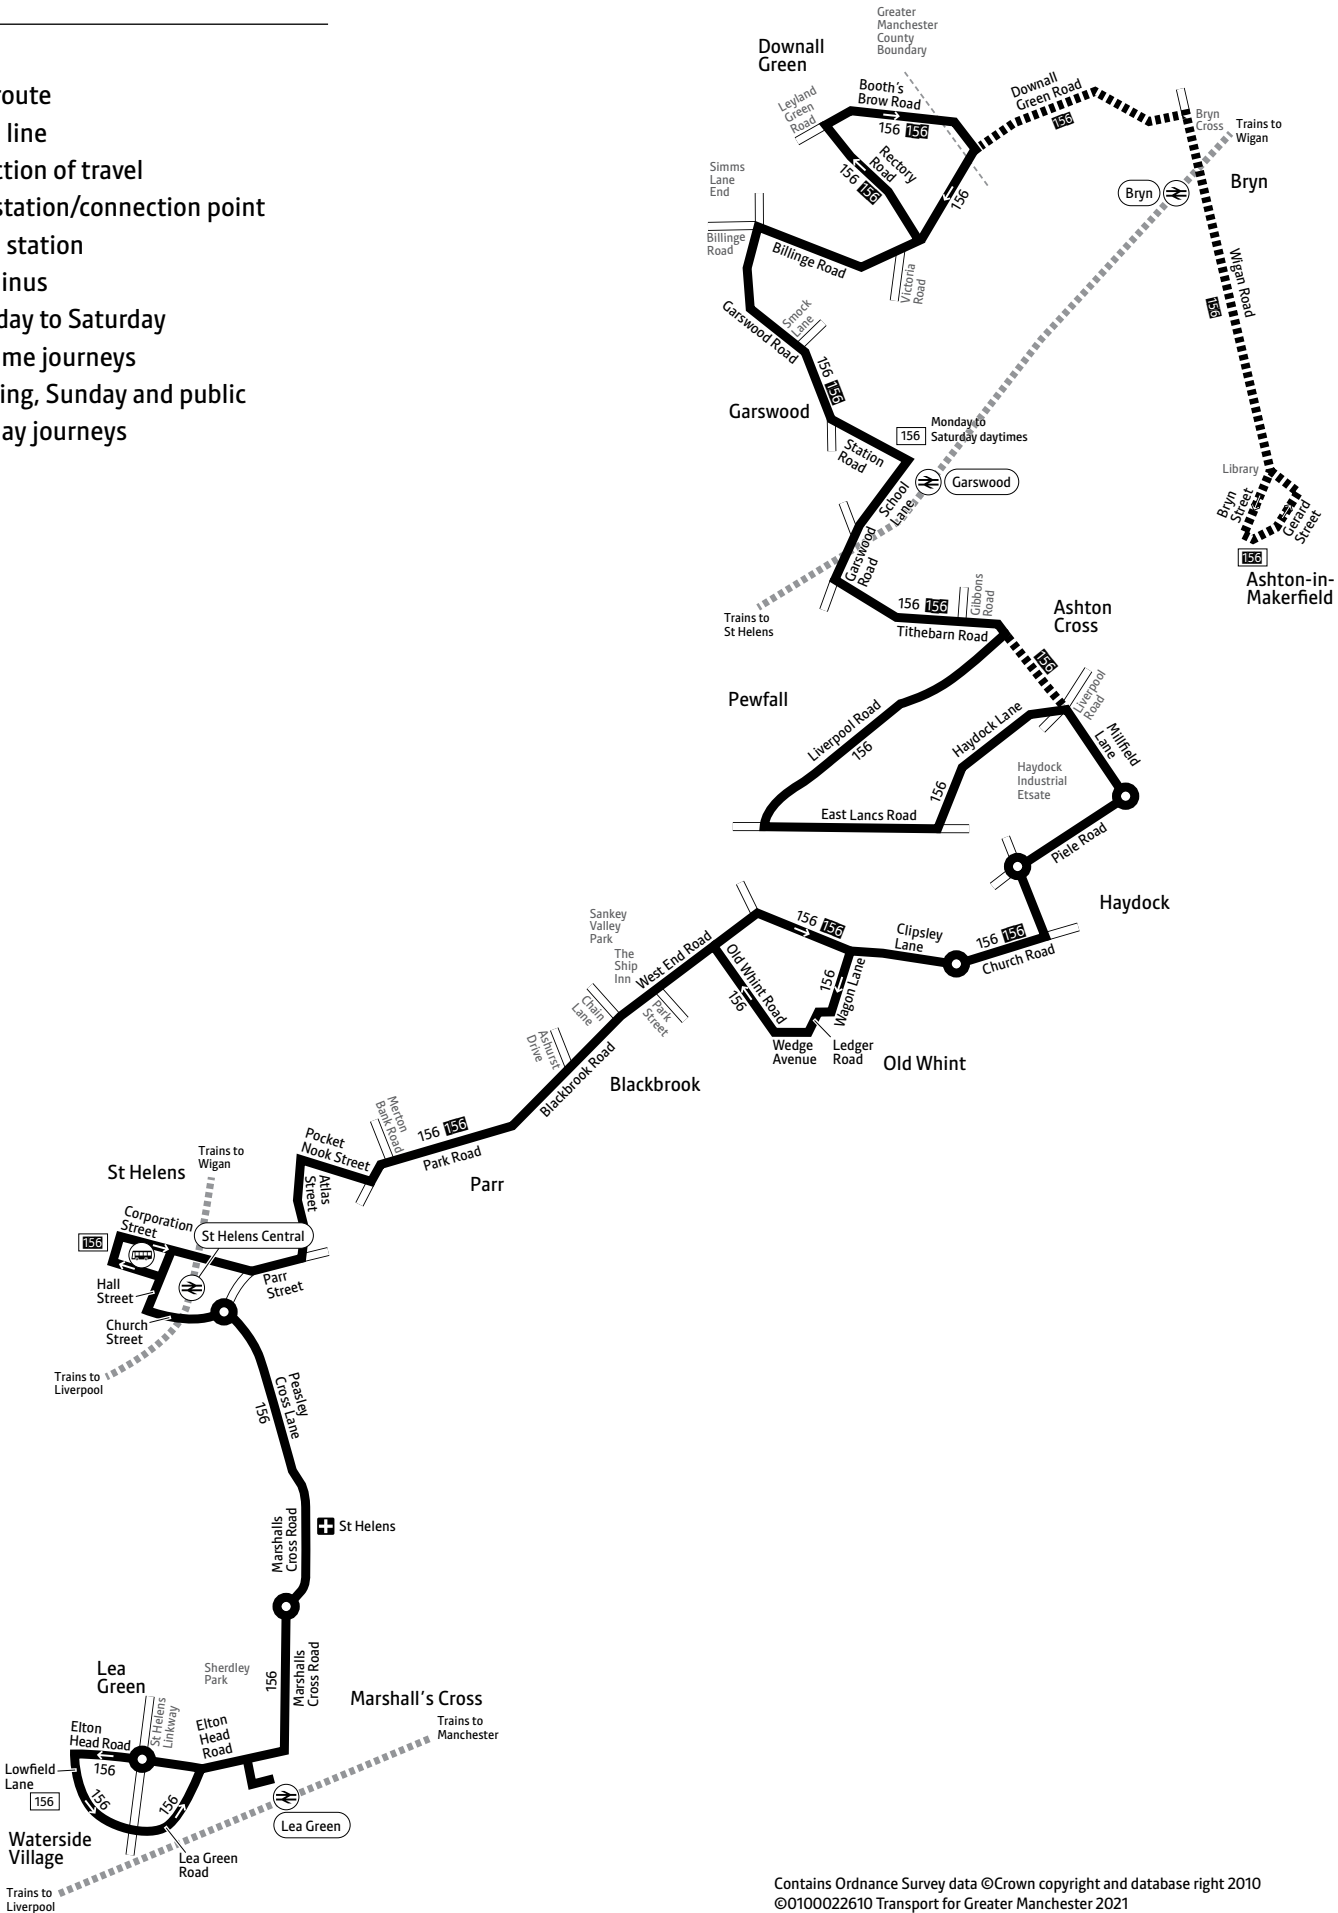 oute
line
ction of travel
station/connection point
station
inus
day to Saturday
me journeys
ing, Sunday and public
ay journeys
Greater
Manchester
County
Boundary
Downall
Green
Leyland
Green
Road
Booth's
Brow Road
156 156
Rectory
Road
156 156
156
Downall
Green Road
156
Bryn
Cross
Trains to
Wigan
Bryn
Bryn
Simms
Lane
End
Billinge
Road
Billinge Road
Victoria
Road
Wigan Road
156
Smock
Lane
Garswood Road
156 156
Garswood
156
Monday to
Saturday daytimes
Station
Road
Garswood
School
Lane
Library
Bryn
Street
Gerard
Street
156
Ashton-in-
Makerfield
Garswood
Road
Trains to
St Helens
156 156
Gibbons
Road
Tithebarn Road
Ashton
Cross
156
Pewfall
Liverpool Road
156
Haydock Lane
Liverpool
Road
Millfield
Lane
Haydock
Industrial
Etsate
156
East Lancs Road
Piele Road
Haydock
Sankey
Valley
Park
The
Ship
Inn
West End Road
156 156
Clipsley
Lane
156 156
Church Road
Old Whint Road
156
156
Wagon Lane
Chain
Lane
Park
Street
Wedge
Avenue
Ledger
Road
Old Whint
Ashurst
Drive
Blackbrook Road
Blackbrook
Merton
Bank Road
156 156
Park Road
Parr
Pocket
Nook Street
Atlas
Street
Trains to
Wigan
St Helens
Corporation
Street
156
St Helens Central
Hall
Street
Parr
Street
Church
Street
Trains to
Liverpool
Peasley
Cross Lane
156
Marshalls
Cross Road
St Helens
156
Marshalls
Cross Road
Sherdley
Park
Lea
Green
St Helens
Linkway
Marshall's Cross
Trains to
Manchester
Elton
Head Road
156
Elton
Head
Road
Lowfield
Lane
156
156
156
Lea Green
Waterside
Village
Lea Green
Road
Trains to
Liverpool
Contains Ordnance Survey data ©Crown copyright and database right 2010
©0100022610 Transport for Greater Manchester 2021